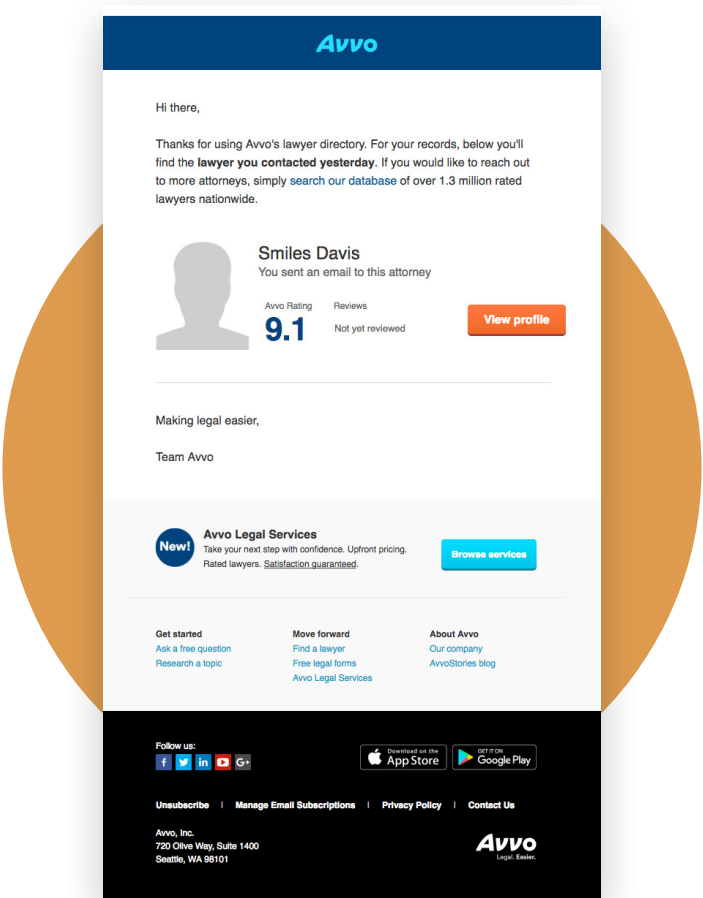 Avvo
Hi there,
Thanks for using Avvo's lawyer directory. For your records, below you'll
find the lawyer you contacted yesterday. If you would like to reach out
to more attorneys, simply search our database of over 1.3 million rated
lawyers nationwide.
Smiles Davis
You sent an email to this attorney
Avvo Rating Reviews
9.1 Not yet reviewed
View profile
Making legal easier,
Team Avvo
New!
Avvo Legal Services
Take your next step with confidence. Upfront pricing.
Rated lawyers. Satisfaction guaranteed.
Browse services
Get started Move forward About Avvo
Ask a free question Find a lawyer Our company
Research a topic Free legal forms AvvoStories blog
Avvo Legal Services
Follow us:
f in G+
Download on the
App Store
GET IT ON
Google Play
Unsubscribe | Manage Email Subscriptions | Privacy Policy | Contact Us
Avvo, Inc.
720 Olive Way, Suite 1400
Seattle, WA 98101
Avvo
Legal. Easier.